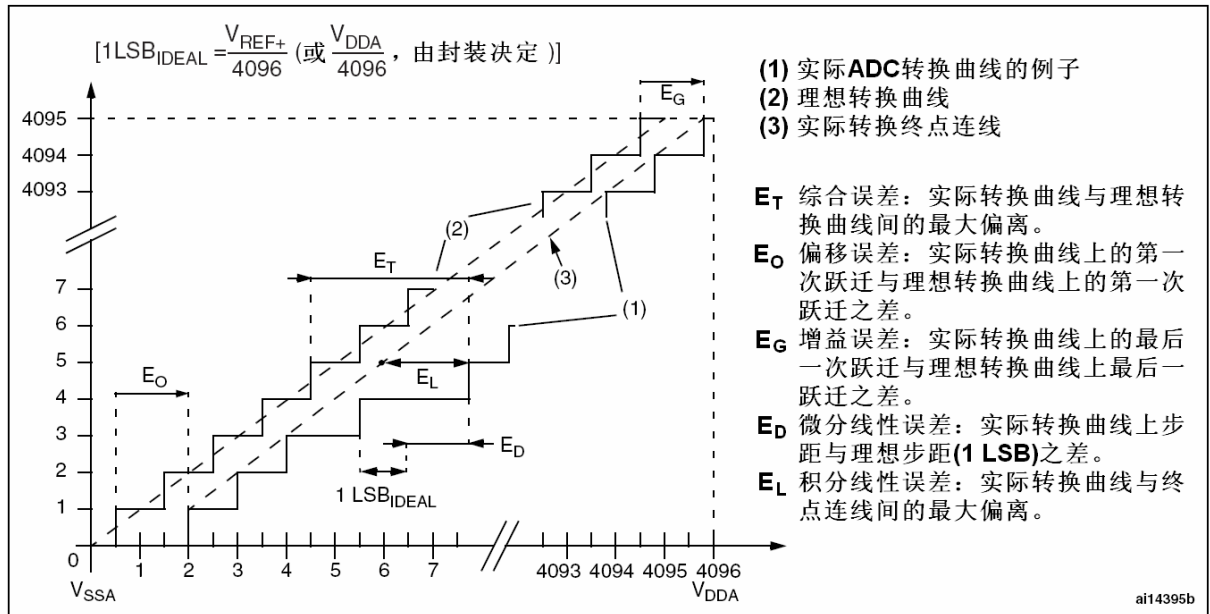 [1LSB_IDEAL = V_REF+/4096 (或 V_DDA/4096 ，由封装决定 )]
(1) 实际ADC转换曲线的例子
(2) 理想转换曲线
(3) 实际转换终点连线
E_T 综合误差：实际转换曲线与理想转
换曲线间的最大偏离。
E_O 偏移误差：实际转换曲线上的第一
次跃迁与理想转换曲线上的第一次
跃迁之差。
E_G 增益误差：实际转换曲线上的最后
一次跃迁与理想转换曲线上最后一
跃迁之差。
E_D 微分线性误差：实际转换曲线上步
距与理想步距(1 LSB)之差。
E_L 积分线性误差：实际转换曲线与终
点连线间的最大偏离。
E_G
4095
4094
4093
(2)
E_T
(3)
7
(1)
6
5
E_O
E_L
4
3
E_D
2
1 LSB_IDEAL
1
0
1 2 3 4 5 6 7 4093 4094 4095 4096
V_SSA
V_DDA
ai14395b